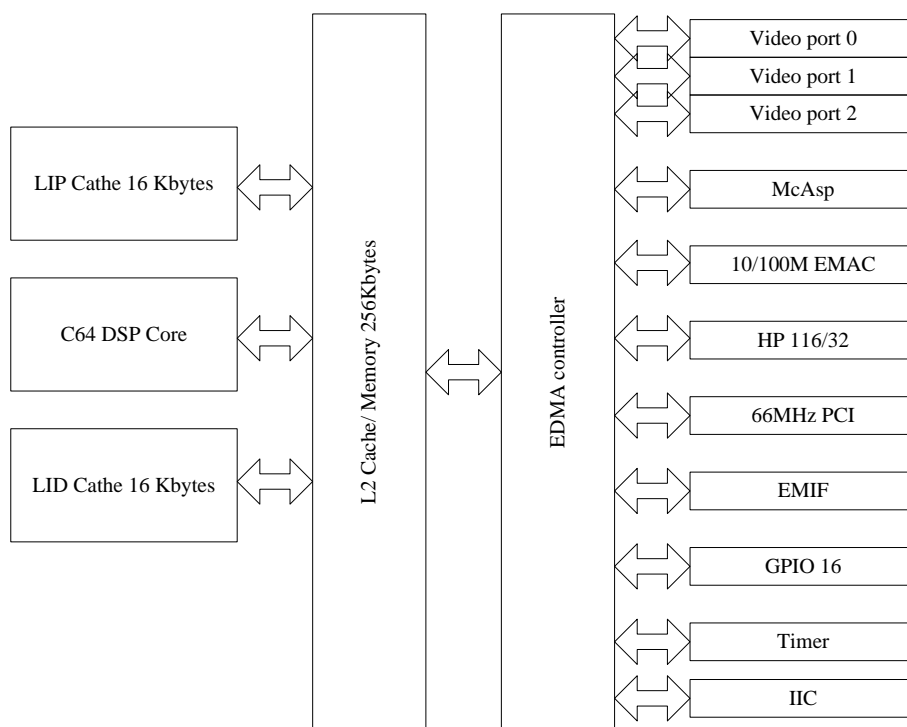 LIP Cathe 16 Kbytes
C64 DSP Core
LID Cathe 16 Kbytes
L2 Cache/ Memory 256Kbytes
EDMA controller
Video port 0
Video port 1
Video port 2
McAsp
10/100M EMAC
HP 116/32
66MHz PCI
EMIF
GPIO 16
Timer
IIC